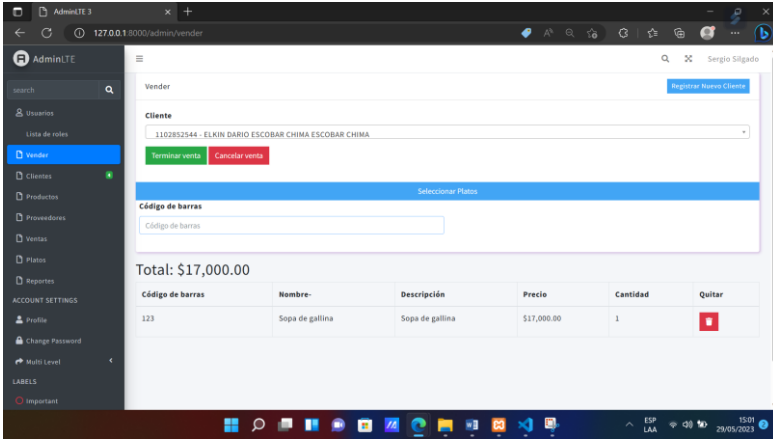 AdminLTE 3
127.0.0.1:8000/admin/vender
AdminLTE
Sergio Silgado
search
Usuarios
Lista de roles
Vender
Clientes
Productos
Proveedores
Ventas
Platos
Reportes
ACCOUNT SETTINGS
Profile
Change Password
Multi Level
LABELS
Important
Vender
Registrar Nuevo Cliente
Cliente
1102852544 - ELKIN DARIO ESCOBAR CHIMA ESCOBAR CHIMA
Terminar venta
Cancelar venta
Seleccionar Platos
Código de barras
Código de barras
Total: $17,000.00
Código de barras Nombre- Descripción Precio Cantidad Quitar
123 Sopa de gallina Sopa de gallina $17,000.00 1
ESP
LAA
15:01
29/05/2023